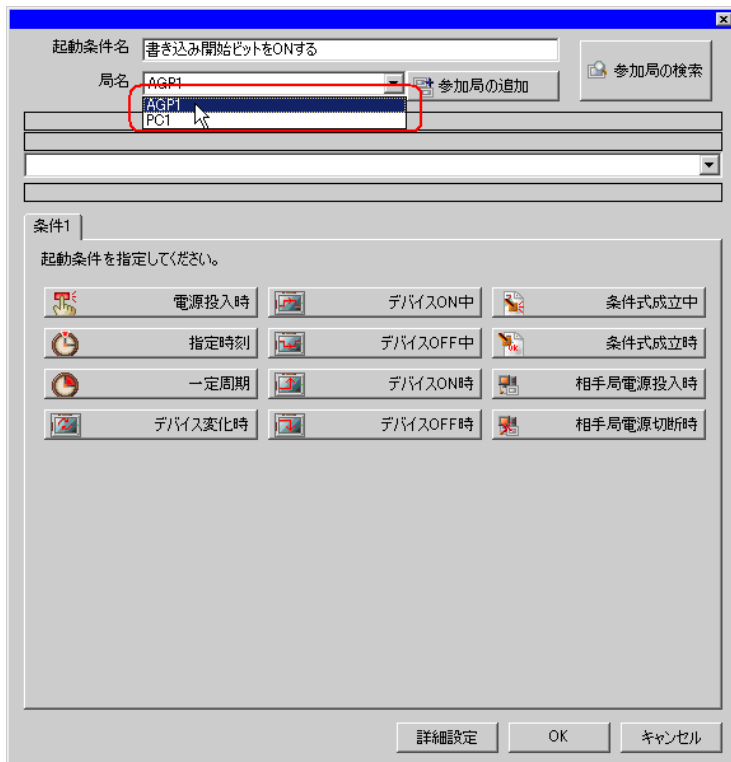 起動条件名 書き込み開始ビットをONする
参加局の検索
局名 AGP1 参加局の追加
AGP1
PC1
条件1
起動条件を指定してください。
電源投入時 デバイスON中 条件式成立中
指定時刻 デバイスOFF中 条件式成立時
一定周期 デバイスON時 相手局電源投入時
デバイス変化時 デバイスOFF時 相手局電源切断時
詳細設定 OK キャンセル